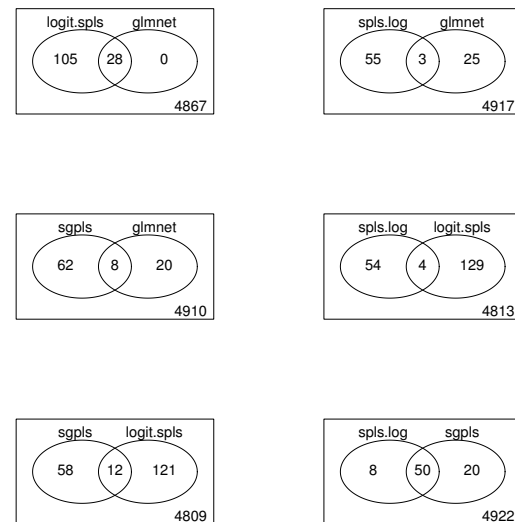 logit.spls glmnet
105 28 0
4867
spls.log glmnet
55 3 25
4917
sgpls glmnet
62 8 20
4910
spls.log logit.spls
54 4 129
4813
sgpls logit.spls
58 12 121
4809
spls.log sgpls
8 50 20
4922